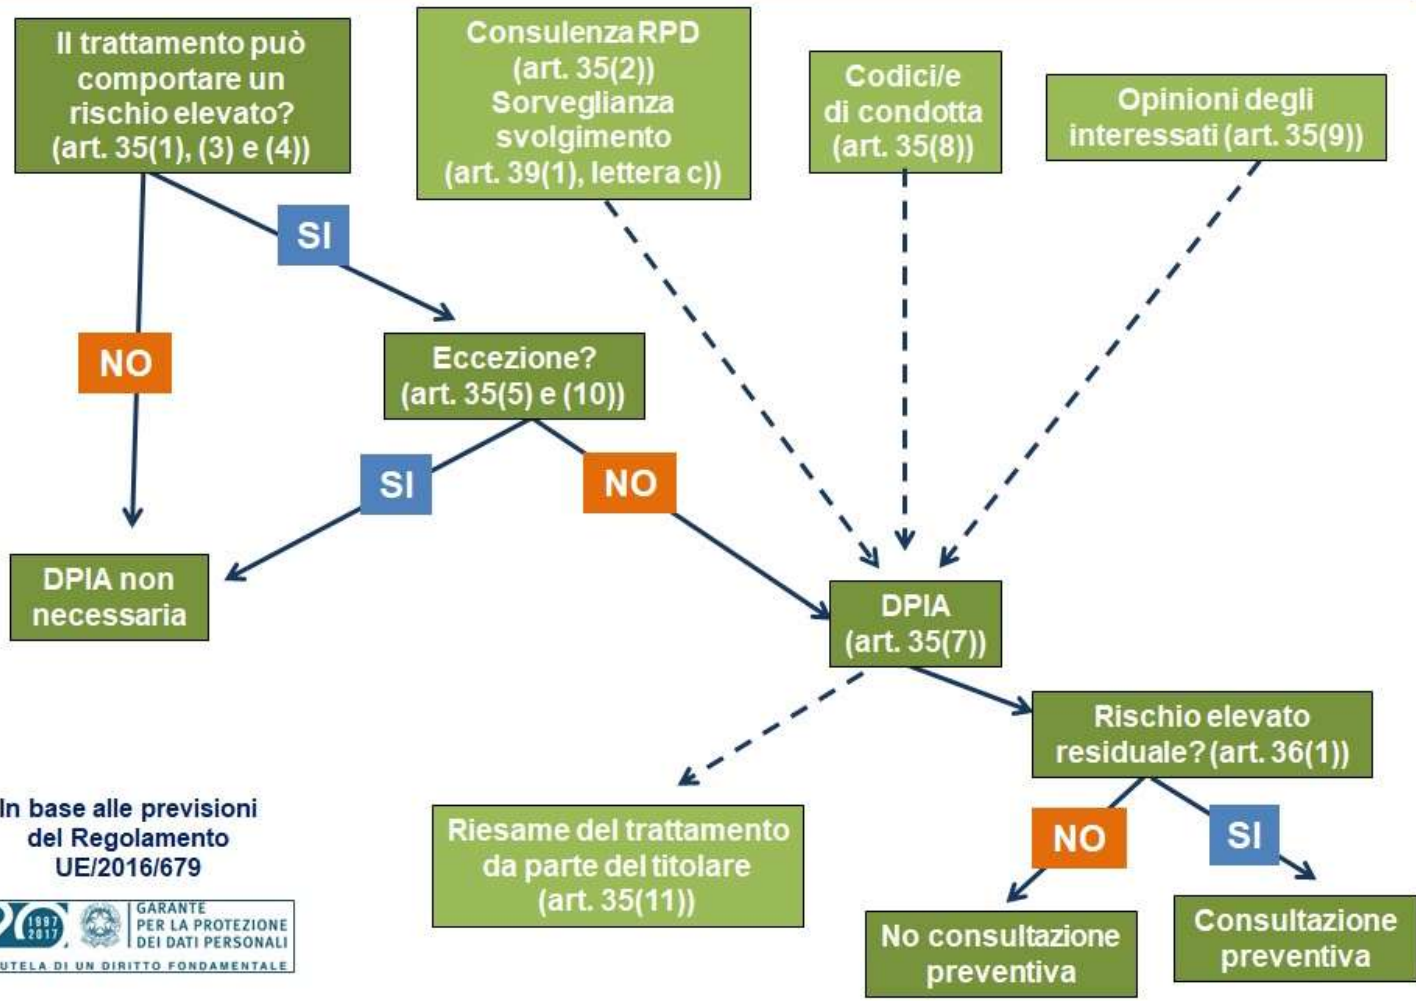 Il trattamento può
comportare un
rischio elevato?
(art. 35(1), (3) e (4))
Consulenza RPD
(art. 35(2))
Sorveglianza
svolgimento
(art. 39(1), lettera c))
Codici/e
di condotta
(art. 35(8))
Opinioni degli
interessati (art. 35(9))
SI
NO
Eccezione?
(art. 35(5) e (10))
SI
NO
DPIA non
necessaria
DPIA
(art. 35(7))
Rischio elevato
residuale? (art. 36(1))
NO
SI
Riesame del trattamento
da parte del titolare
(art. 35(11))
No consultazione
preventiva
Consultazione
preventiva
In base alle previsioni
del Regolamento
UE/2016/679
1997
2017
GARANTE
PER LA PROTEZIONE
DEI DATI PERSONALI
UTELA DI UN DIRITTO FONDAMENTALE